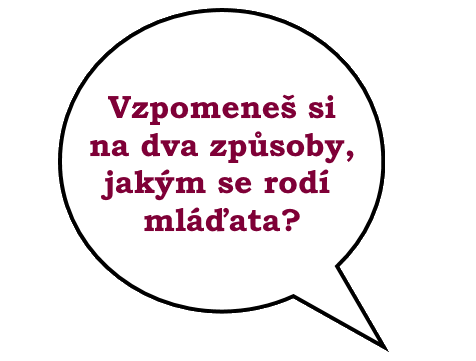 Vzpomeneš si
na dva způsoby,
jakým se rodí
mláďata?